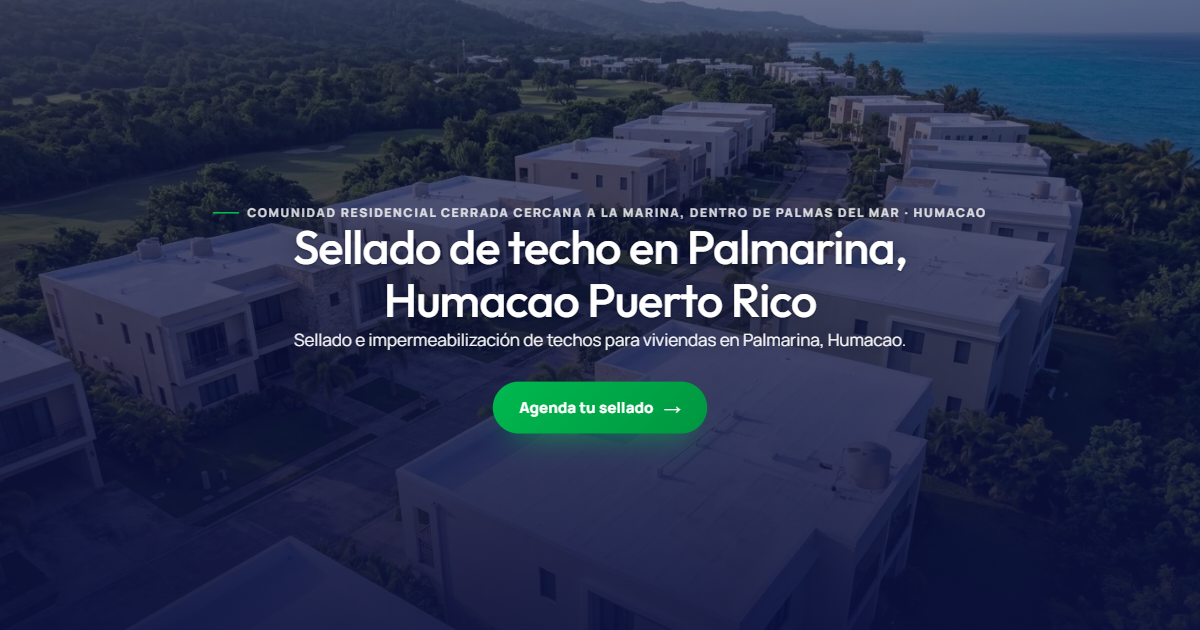 COMUNIDAD RESIDENCIAL CERRADA CERCANA A LA MARINA, DENTRO DE PALMAS DEL MAR · HUMACAO
Sellado de techo en Palmarina,
Humacao Puerto Rico
Sellado e impermeabilización de techos para viviendas en Palmarina, Humacao.
Agenda tu sellado →